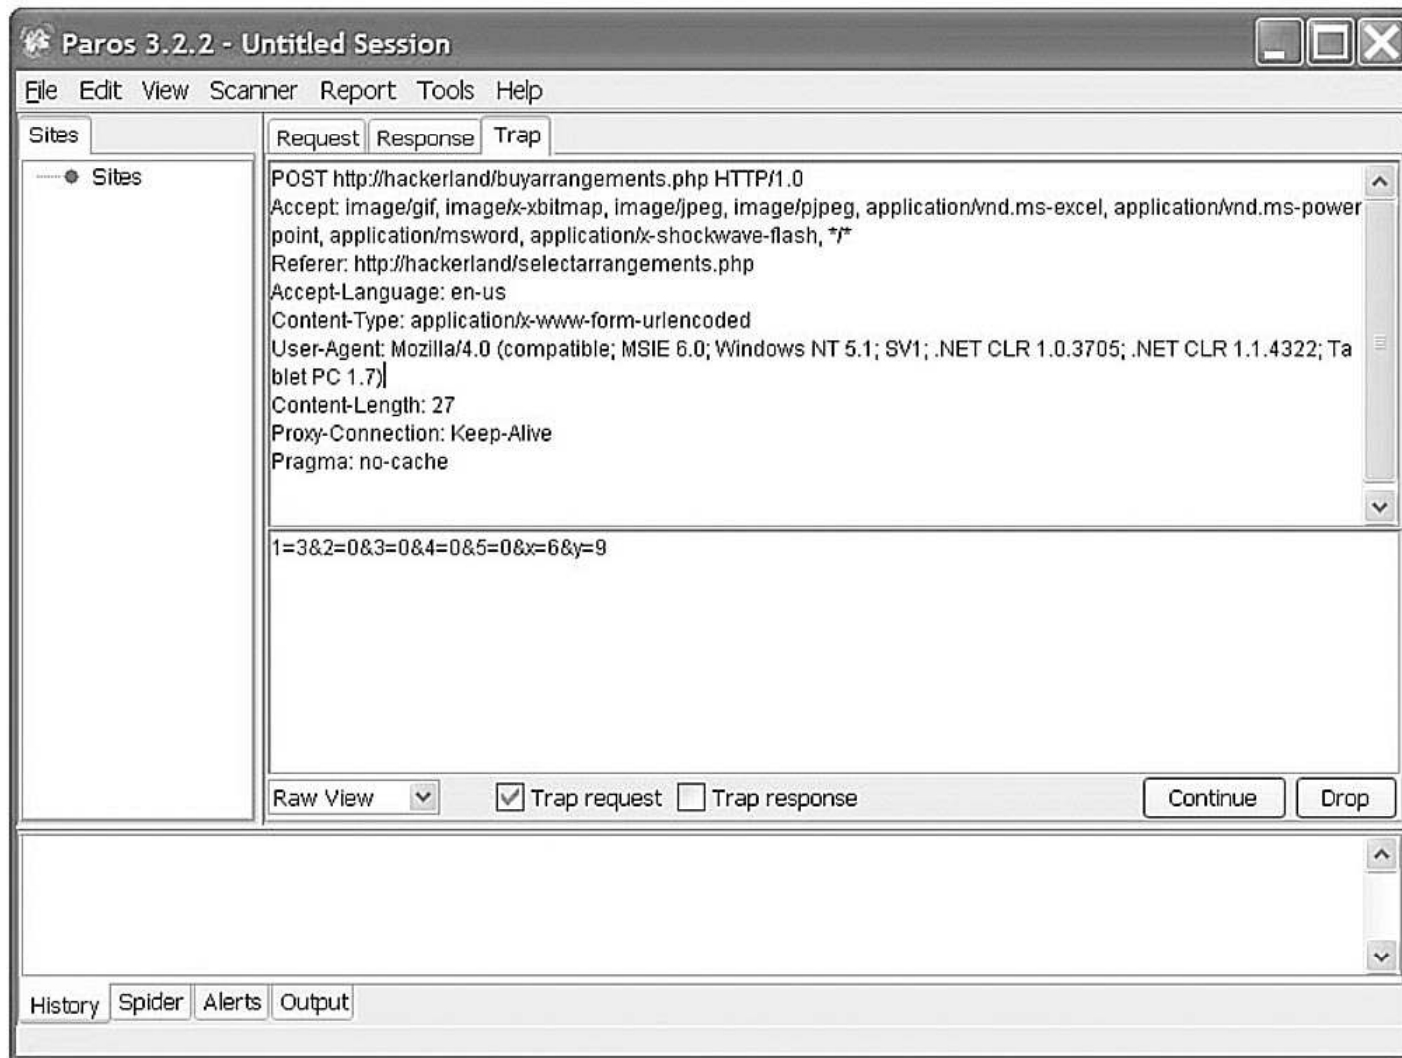 Paros 3.2.2 - Untitled Session
File Edit View Scanner Report Tools Help
Sites
Request Response Trap
Sites
POST http://hackerland/buyarrangements.php HTTP/1.0
Accept: image/gif, image/x-xbitmap, image/jpeg, image/pjpeg, application/vnd.ms-excel, application/vnd.ms-power
point, application/msword, application/x-shockwave-flash, */*
Referer: http://hackerland/selectarrangements.php
Accept-Language: en-us
Content-Type: application/x-www-form-urlencoded
User-Agent: Mozilla/4.0 (compatible; MSIE 6.0; Windows NT 5.1; SV1; .NET CLR 1.0.3705; .NET CLR 1.1.4322; Ta
blet PC 1.7)
Content-Length: 27
Proxy-Connection: Keep-Alive
Pragma: no-cache
1=3&2=0&3=0&4=0&5=0&x=6&y=9
Raw View Trap request Trap response Continue Drop
History Spider Alerts Output